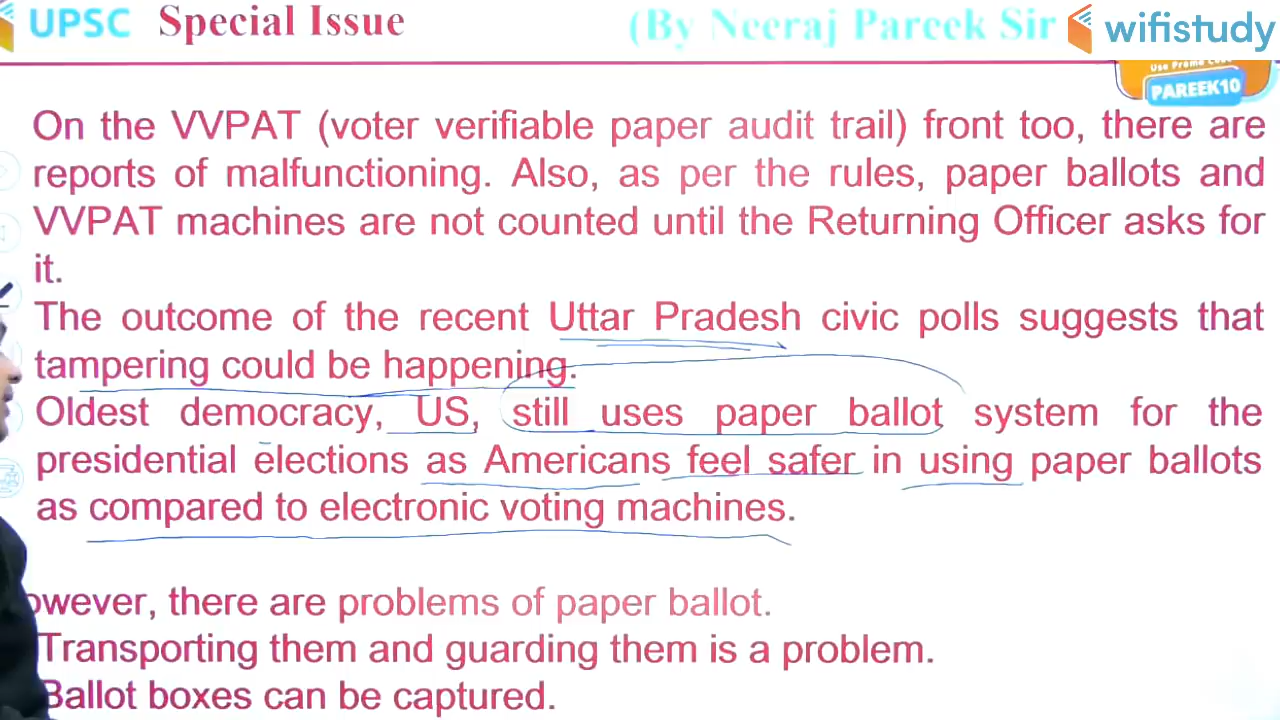 UPSC Special Issue (By Neeraj Pareek Sir wifistudy
PAREEK10
On the VVPAT (voter verifiable paper audit trail) front too, there are
reports of malfunctioning. Also, as per the rules, paper ballots and
VVPAT machines are not counted until the Returning Officer asks for
it.
The outcome of the recent Uttar Pradesh civic polls suggests that
tampering could be happening.
Oldest democracy, US, still uses paper ballot system for the
presidential elections as Americans feel safer in using paper ballots
as compared to electronic voting machines.
owever, there are problems of paper ballot.
Transporting them and guarding them is a problem.
Ballot boxes can be captured.